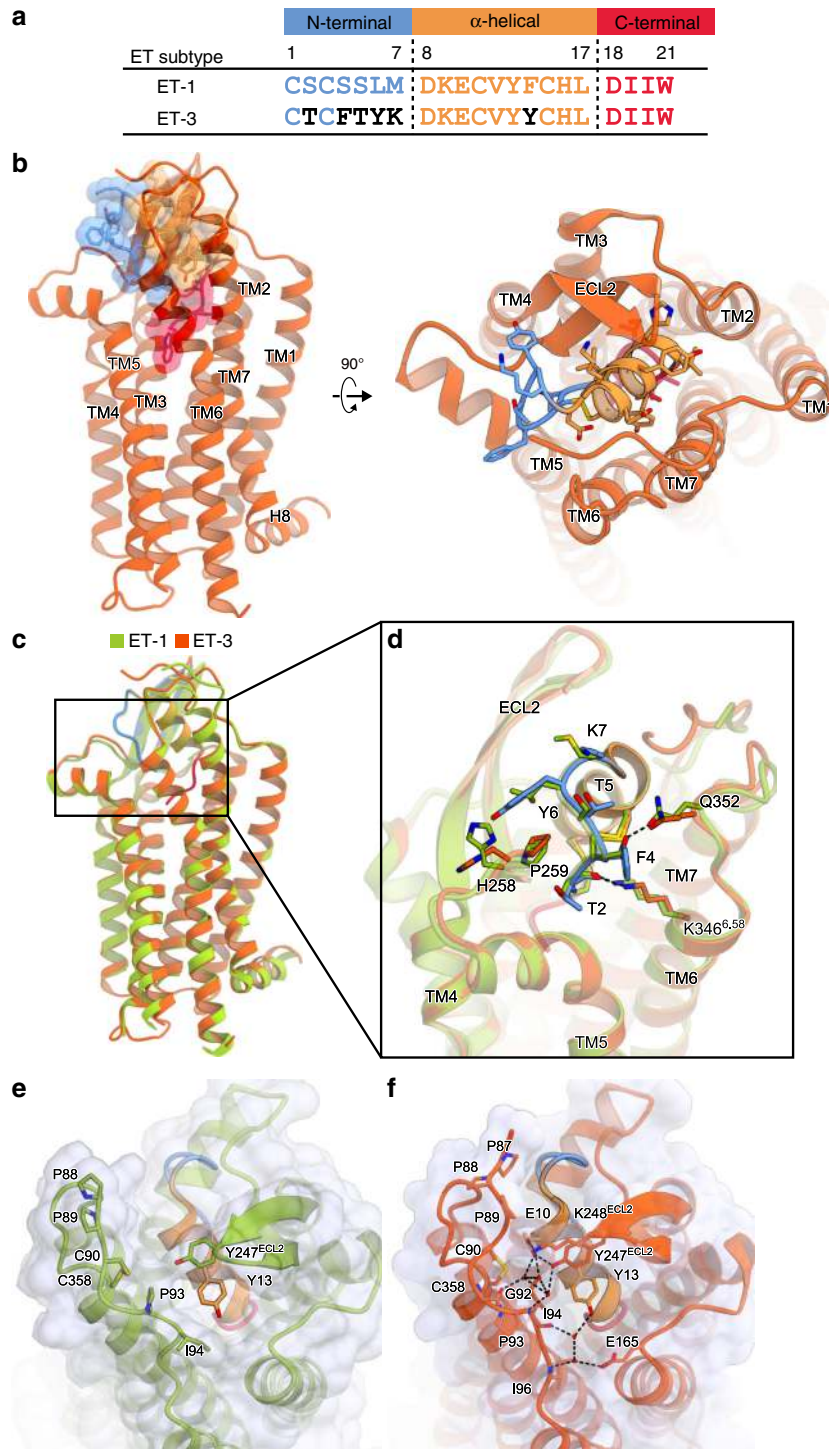 a
N-terminal α-helical C-terminal
ET subtype 1 7 8 17 18 21
ET-1 CSCSSLM DKECVYFCHL DIIW
ET-3 CTCFTYK DKECVYYCHL DIIW
b
TM2
TM1
TM5
TM7
TM4 TM3 TM6
H8
90°
TM3
ECL2
TM4
TM2
TM1
TM5
TM7
TM6
c
ET-1 ET-3
d
ECL2
K7
T5
Y6
Q352
P259
F4
H258
TM7
T2
K346^6.58
TM6
TM4
TM5
e
P88
P89
C90
Y247^ECL2
C358
P93
Y13
I94
f
P87
P88
E10 K248^ECL2
P89
C90
Y247^ECL2
C358
Y13
G92
I94
P93
E165
I96